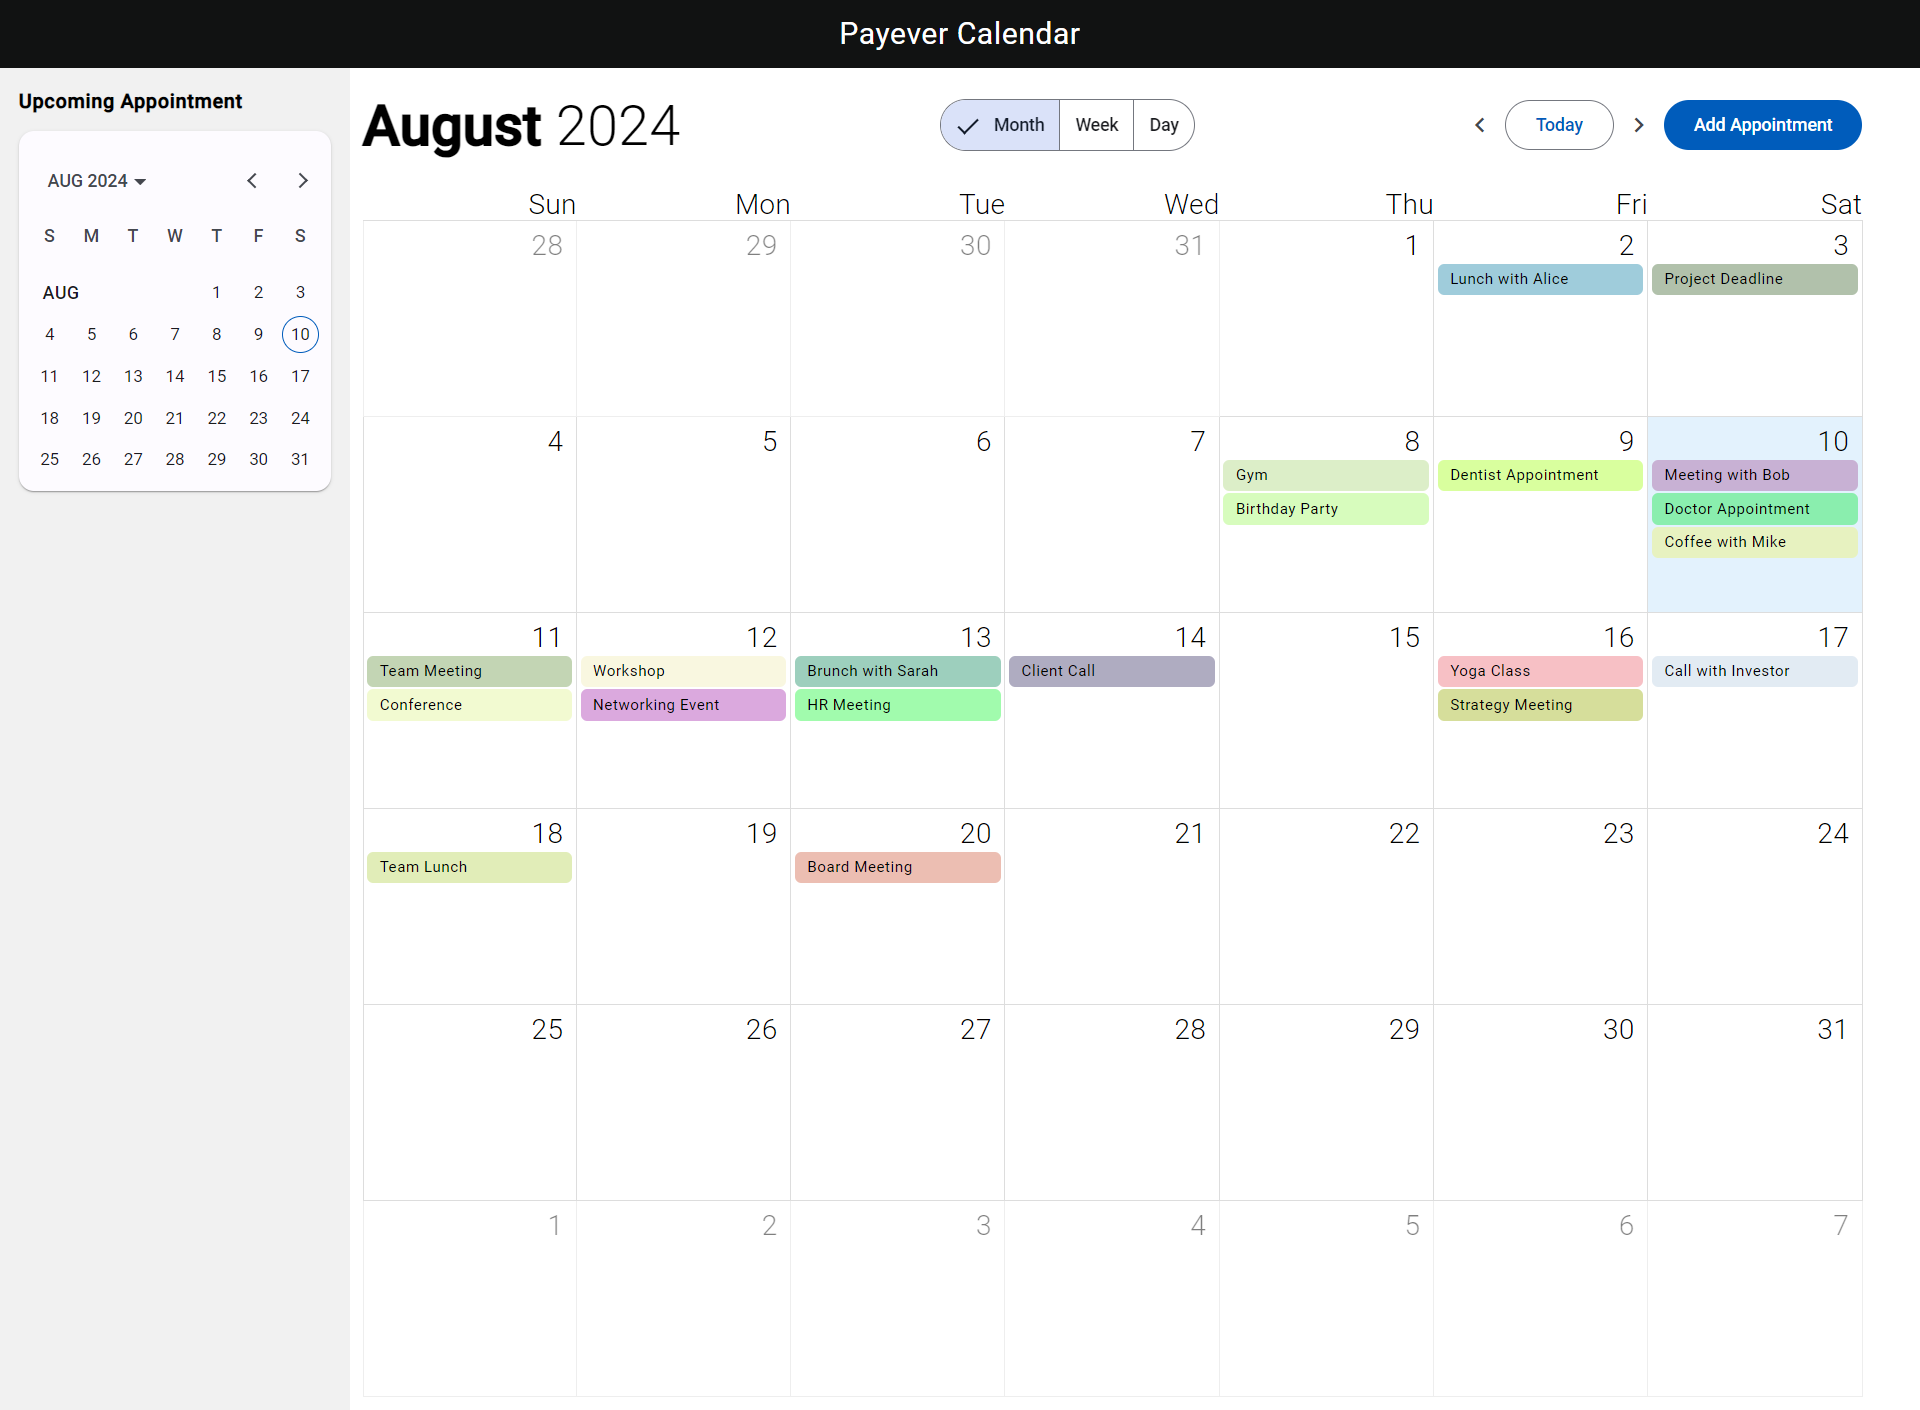 Payever Calendar
Upcoming Appointment
AUG 2024
S M T W T F S
AUG 1 2 3
4 5 6 7 8 9 10
11 12 13 14 15 16 17
18 19 20 21 22 23 24
25 26 27 28 29 30 31
August 2024
Month Week Day
Today
Add Appointment
Sun Mon Tue Wed Thu Fri Sat
28 29 30 31 1 2 3
Lunch with Alice Project Deadline
4 5 6 7 8 9 10
Gym Dentist Appointment Meeting with Bob
Birthday Party Doctor Appointment
Coffee with Mike
11 12 13 14 15 16 17
Team Meeting Workshop Brunch with Sarah Client Call Yoga Class Call with Investor
Conference Networking Event HR Meeting Strategy Meeting
18 19 20 21 22 23 24
Team Lunch Board Meeting
25 26 27 28 29 30 31
1 2 3 4 5 6 7